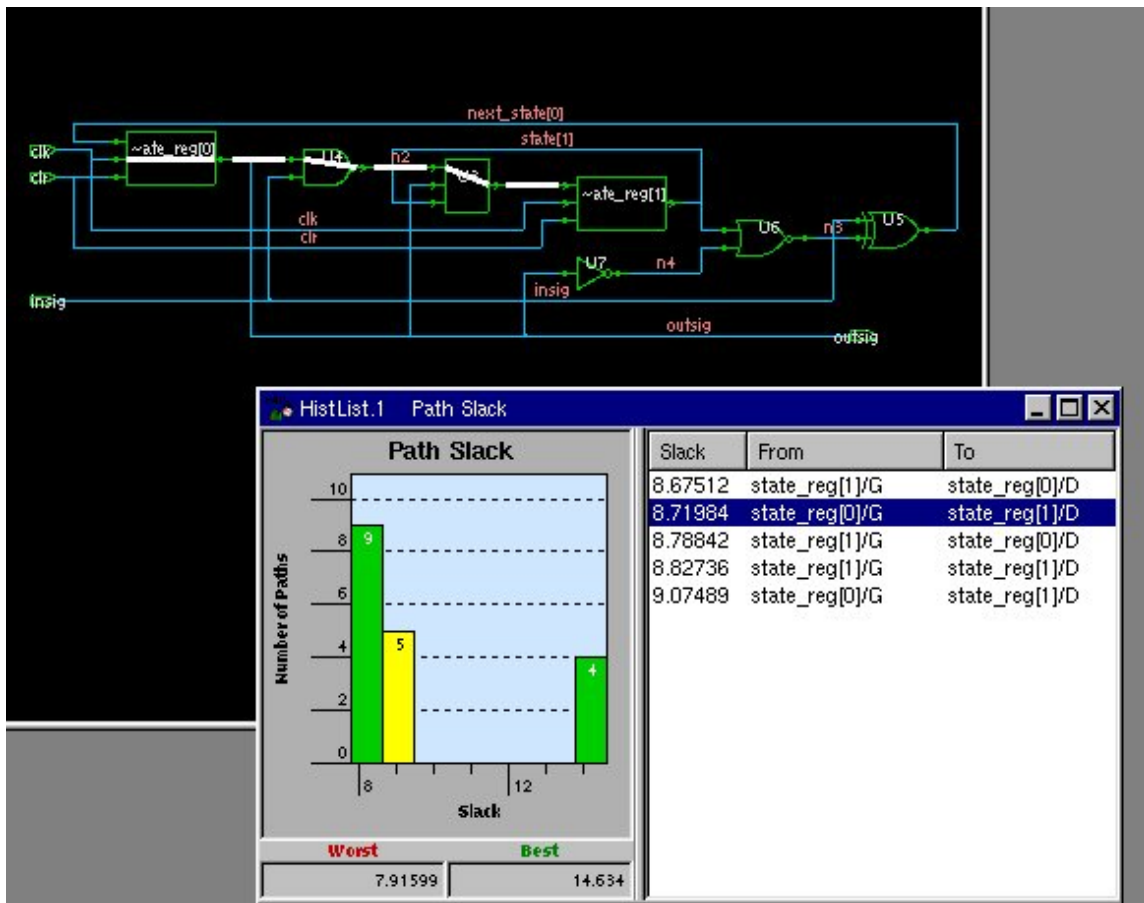 next_state[0]
state[1]
clk
~ate_reg[0]
U4
n2
clr
~ate_reg[1]
clk
clr
U6
n3
U5
U7
n4
insig
insig
outsig
outsig
HistList.1 Path Slack
Path Slack
10
8
6
4
2
0
9
5
4
Number of Paths
8
12
Slack
Worst
Best
7.91599
14.634
Slack From To
8.67512 state_reg[1]/G state_reg[0]/D
8.71984 state_reg[0]/G state_reg[1]/D
8.78842 state_reg[1]/G state_reg[0]/D
8.82736 state_reg[1]/G state_reg[1]/D
9.07489 state_reg[0]/G state_reg[1]/D